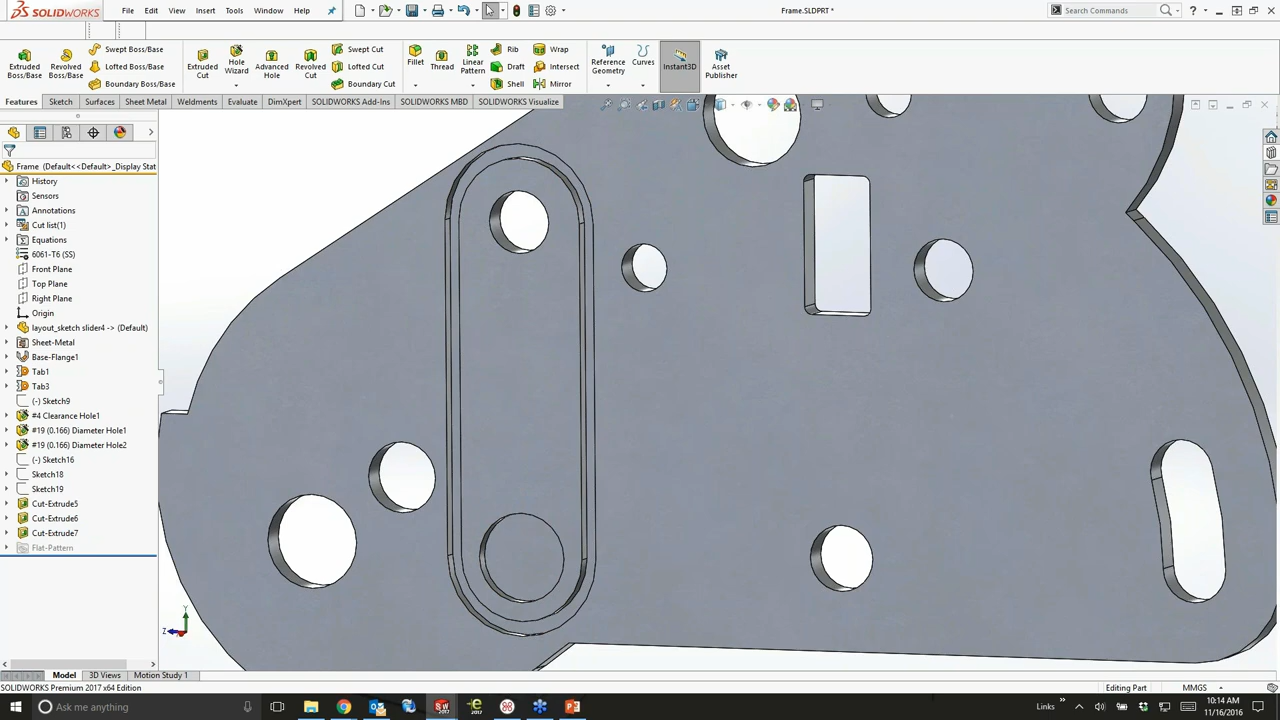 SOLIDWORKS File Edit View Insert Tools Window Help Frame.SLDPRT * Search Commands
Extruded Boss/Base Revolved Boss/Base Swept Boss/Base Lofted Boss/Base Boundary Boss/Base Extruded Cut Hole Wizard Advanced Hole Revolved Cut Swept Cut Lofted Cut Boundary Cut Fillet Thread Linear Pattern Rib Draft Shell Wrap Intersect Mirror Reference Geometry Curves Instant3D Asset Publisher
Features Sketch Surfaces Sheet Metal Weldments Evaluate DimXpert SOLIDWORKS Add-Ins SOLIDWORKS MBD SOLIDWORKS Visualize
Frame (Default<<Default>_Display Stat
History
Sensors
Annotations
Cut list(1)
Equations
6061-T6 (SS)
Front Plane
Top Plane
Right Plane
Origin
layout_sketch slider4 -> (Default)
Sheet-Metal
Base-Flange1
Tab1
Tab3
(-) Sketch9
#4 Clearance Hole1
#19 (0.166) Diameter Hole1
#19 (0.166) Diameter Hole2
(-) Sketch16
Sketch18
Sketch19
Cut-Extrude5
Cut-Extrude6
Cut-Extrude7
Flat-Pattern
Y
Z
Model 3D Views Motion Study 1
SOLIDWORKS Premium 2017 x64 Edition Editing Part MMGS
Ask me anything Links 10:14 AM
11/16/2016